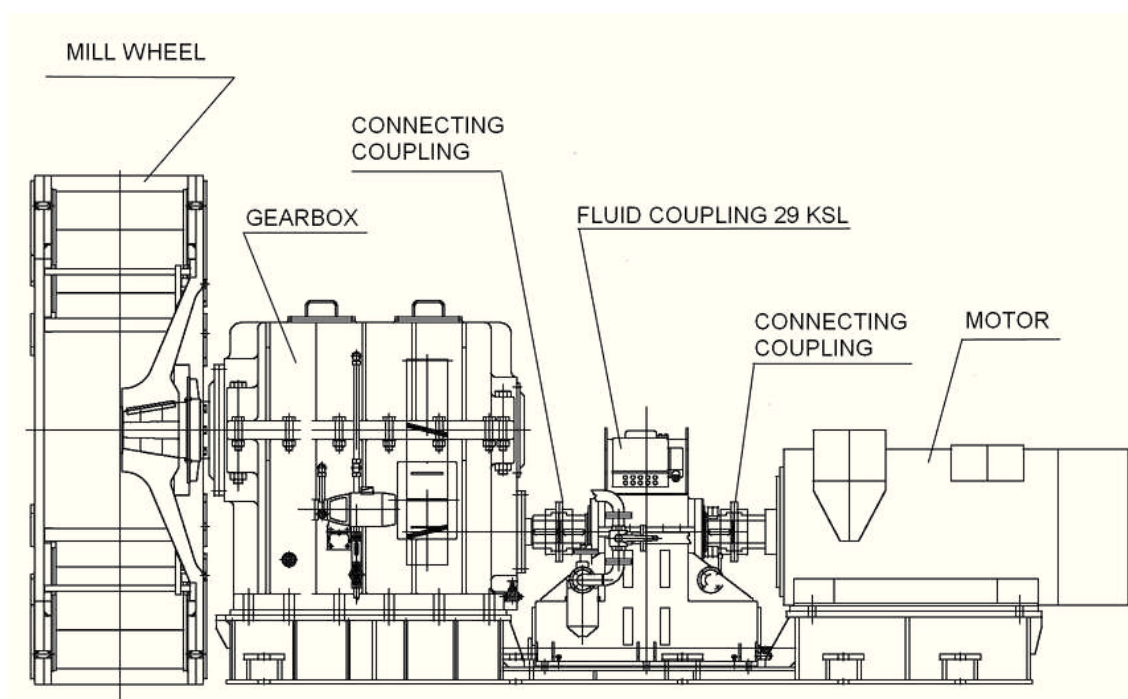 MILL WHEEL
CONNECTING
COUPLING
GEARBOX
FLUID COUPLING 29 KSL
CONNECTING
COUPLING
MOTOR